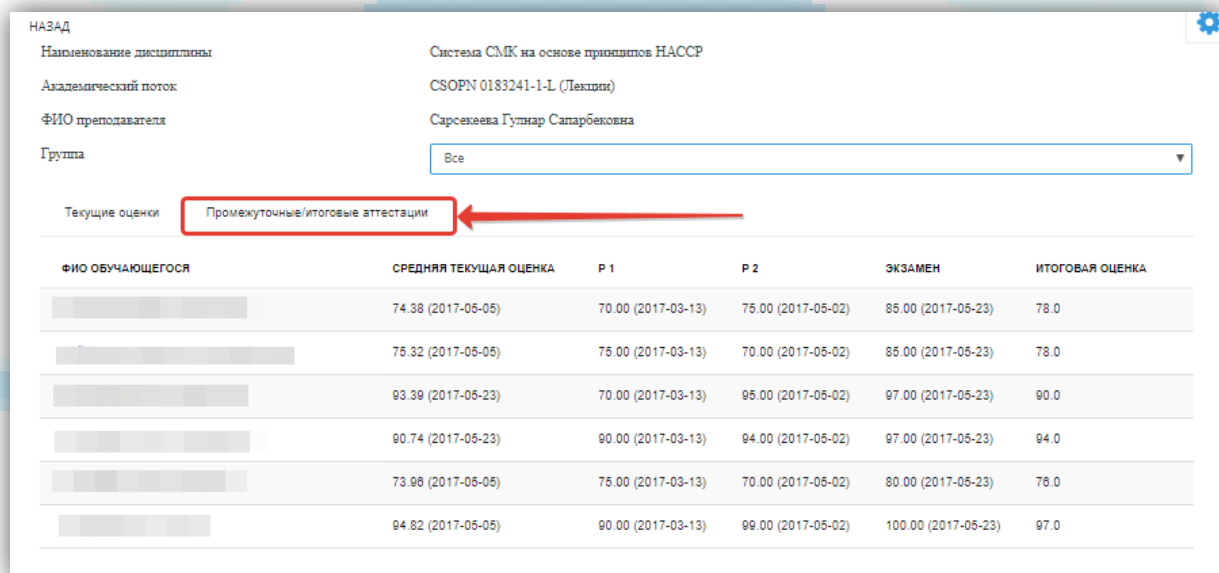 НАЗАД
Наименование дисциплины Система СМК на основе принципов НАССР
Академический поток CSOPN 0183241-1-L (Лекции)
ФИО преподавателя Сарсекеева Гулнар Сапарбековна
Группа Все
Текущие оценки Промежуточные/итоговые аттестации
ФИО ОБУЧАЮЩЕГОСЯ СРЕДНЯЯ ТЕКУЩАЯ ОЦЕНКА Р 1 Р 2 ЭКЗАМЕН ИТОГОВАЯ ОЦЕНКА
74.38 (2017-05-05) 70.00 (2017-03-13) 75.00 (2017-05-02) 85.00 (2017-05-23) 78.0
75.32 (2017-05-05) 75.00 (2017-03-13) 70.00 (2017-05-02) 85.00 (2017-05-23) 78.0
93.39 (2017-05-23) 70.00 (2017-03-13) 95.00 (2017-05-02) 97.00 (2017-05-23) 90.0
90.74 (2017-05-23) 90.00 (2017-03-13) 94.00 (2017-05-02) 97.00 (2017-05-23) 94.0
73.96 (2017-05-05) 75.00 (2017-03-13) 70.00 (2017-05-02) 80.00 (2017-05-23) 76.0
94.82 (2017-05-05) 90.00 (2017-03-13) 99.00 (2017-05-02) 100.00 (2017-05-23) 97.0